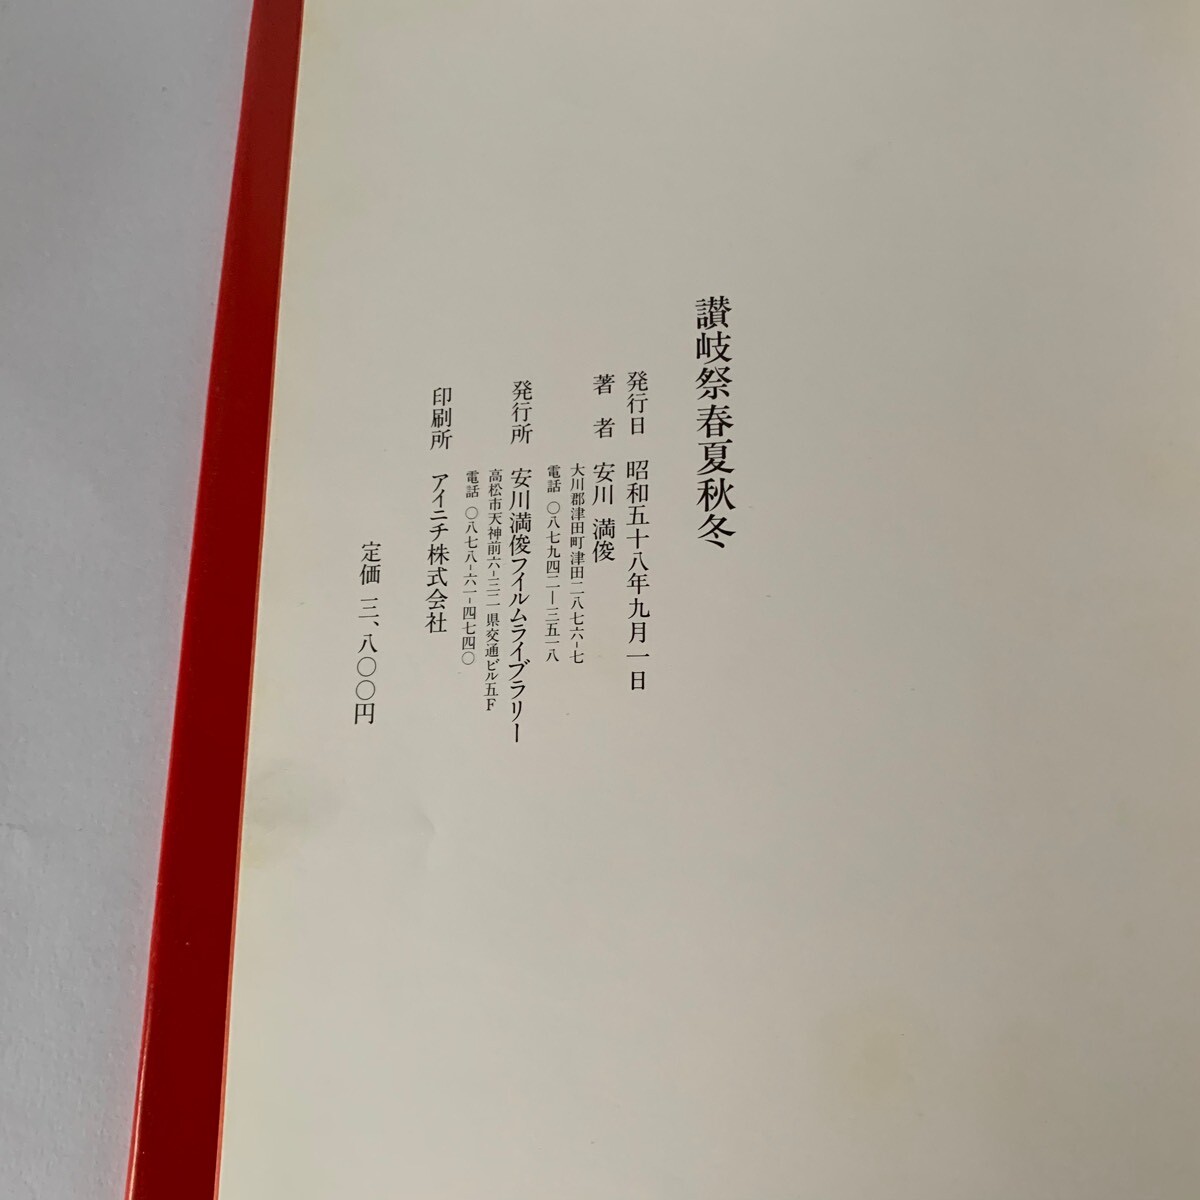 讃岐祭春夏秋冬
発行日 昭和五十八年九月一日
著者 安川 満俊
大川郡津田町津田二八七六-七
電話 〇八七九四二―三五一八
発行所 安川満俊フイルムライブラリー
高松市天神前六-三二 県交通ビル五F
電話 〇八七八-六一-四七四〇
印刷所 アイニチ株式会社
定価 三、八〇〇円